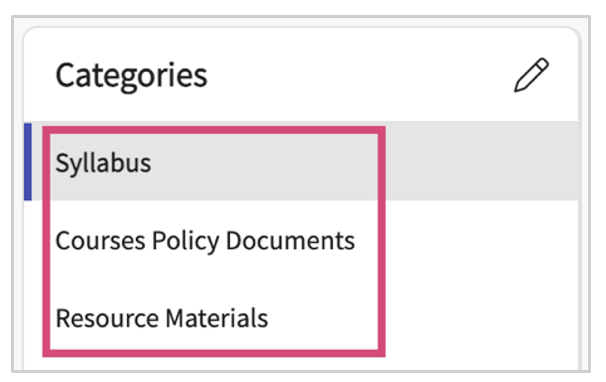 Categories
Syllabus
Courses Policy Documents
Resource Materials